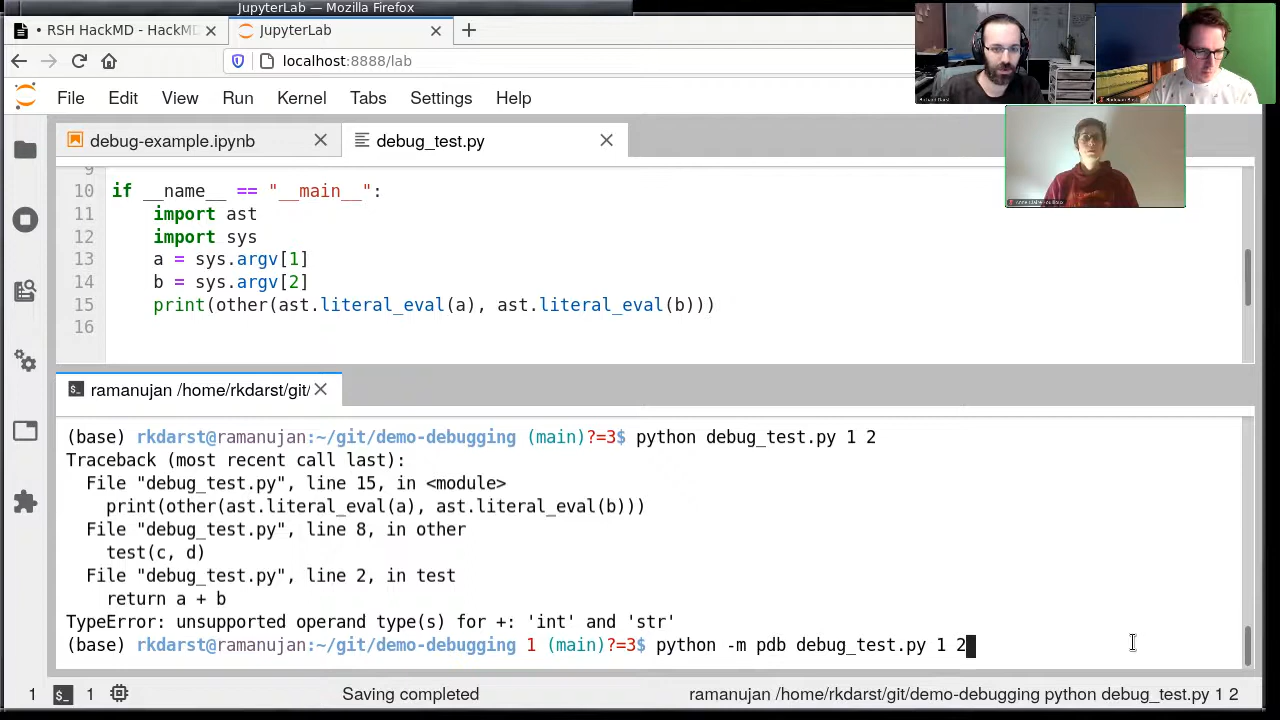 JupyterLab — Mozilla Firefox
• RSH HackMD - HackMD
JupyterLab
localhost:8888/lab
File Edit View Run Kernel Tabs Settings Help
debug-example.ipynb
debug_test.py
9
10 if __name__ == "__main__":
11 import ast
12 import sys
13 a = sys.argv[1]
14 b = sys.argv[2]
15 print(other(ast.literal_eval(a), ast.literal_eval(b)))
16
ramanujan /home/rkdarst/git/
(base) rkdarst@ramanujan:~/git/demo-debugging (main)?=3$ python debug_test.py 1 2
Traceback (most recent call last):
File "debug_test.py", line 15, in <module>
print(other(ast.literal_eval(a), ast.literal_eval(b)))
File "debug_test.py", line 8, in other
test(c, d)
File "debug_test.py", line 2, in test
return a + b
TypeError: unsupported operand type(s) for +: 'int' and 'str'
(base) rkdarst@ramanujan:~/git/demo-debugging 1 (main)?=3$ python -m pdb debug_test.py 1 2
1 $_ 1 Saving completed ramanujan /home/rkdarst/git/demo-debugging python debug_test.py 1 2